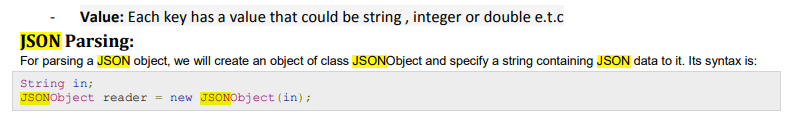 - Value: Each key has a value that could be string , integer or double e.t.c
JSON Parsing:
For parsing a JSON object, we will create an object of class JSONObject and specify a string containing JSON data to it. Its syntax is:
String in;
JSONObject reader = new JSONObject(in);